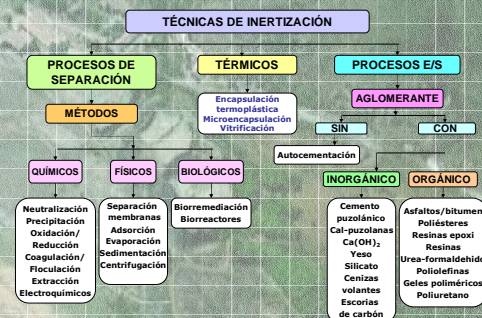 TÉCNICAS DE INERTIZACIÓN
PROCESOS DE
SEPARACIÓN
TÉRMICOS
PROCESOS E/S
MÉTODOS
Encapsulación
termoplástica
Microencapsulación
Vitrificación
AGLOMERANTE
SIN
CON
Autocementación
QUÍMICOS
FÍSICOS
BIOLÓGICOS
INORGÁNICO
ORGÁNICO
Neutralización
Precipitación
Oxidación/
Reducción
Coagulación/
Floculación
Extracción
Electroquímicos
Separación
membranas
Adsorción
Evaporación
Sedimentación
Centrifugación
Biorremediación
Biorreactores
Cemento
puzolánico
Cal-puzolanas
Ca(OH)₂
Yeso
Silicato
Cenizas
volantes
Escorias
de carbón
Asfaltos/bitumen
Poliésteres
Resinas epoxi
Resinas
Urea-formaldehido
Poliolefinas
Geles poliméricos
Poliuretano